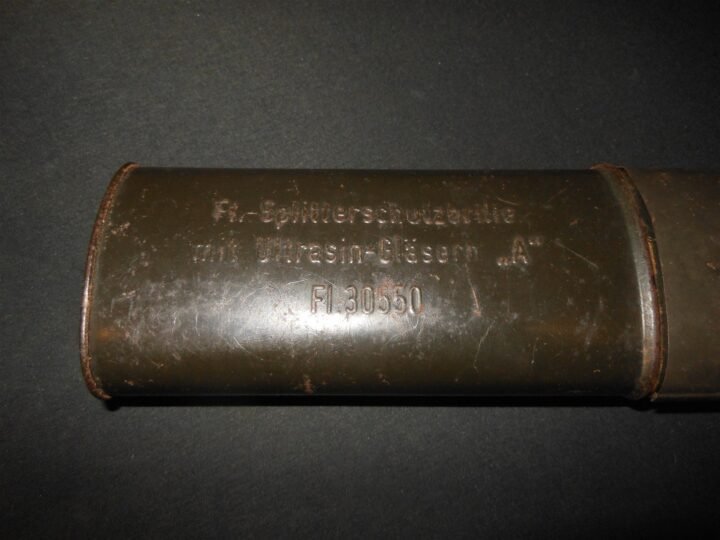 Fl.-Splitterschutzbrille
mit Ultrasin-Gläsern „A"
Fl.30550